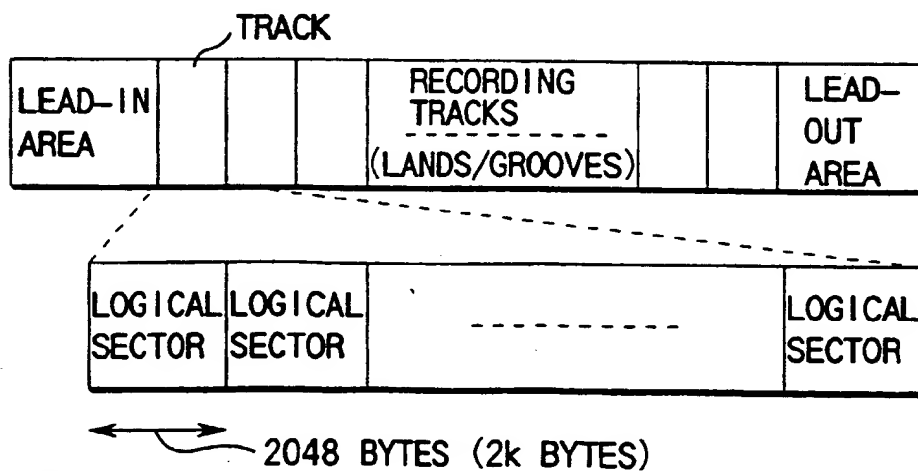 TRACK
LEAD-IN
AREA
RECORDING
TRACKS
(LANDS/GROOVES)
LEAD-
OUT
AREA
LOGICAL
SECTOR
LOGICAL
SECTOR
LOGICAL
SECTOR
2048 BYTES (2k BYTES)